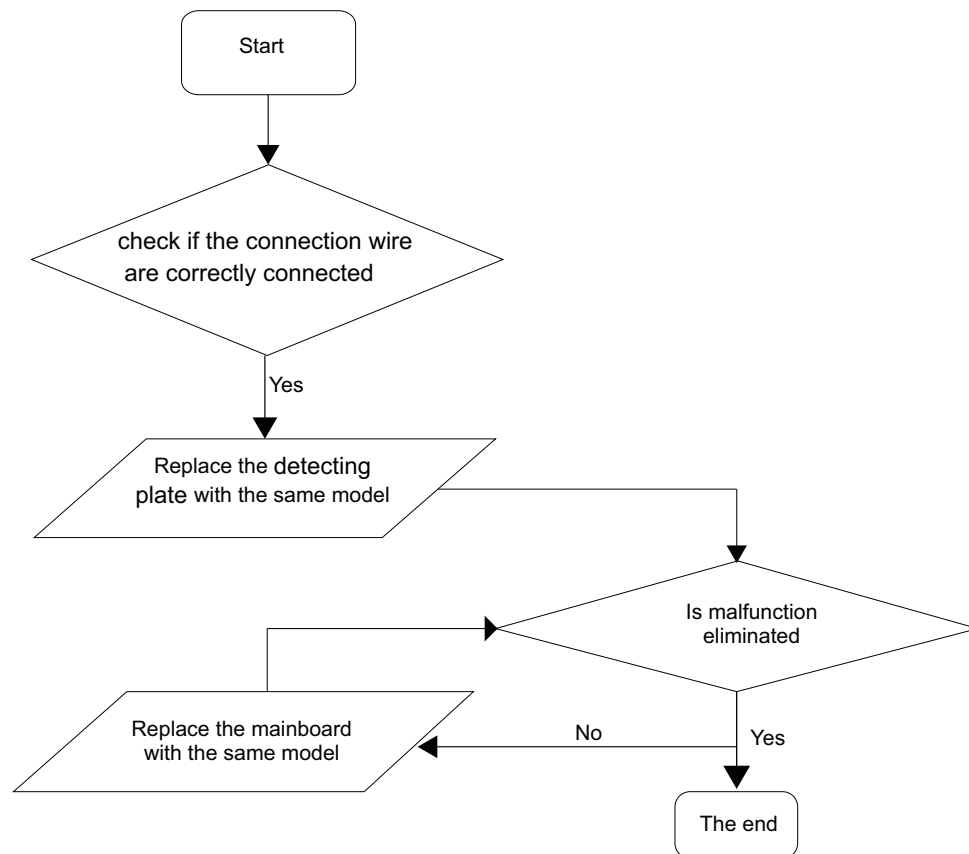 Start
check if the connection wire
are correctly connected
Yes
Replace the detecting
plate with the same model
Is malfunction
eliminated
Replace the mainboard
with the same model
No
Yes
The end